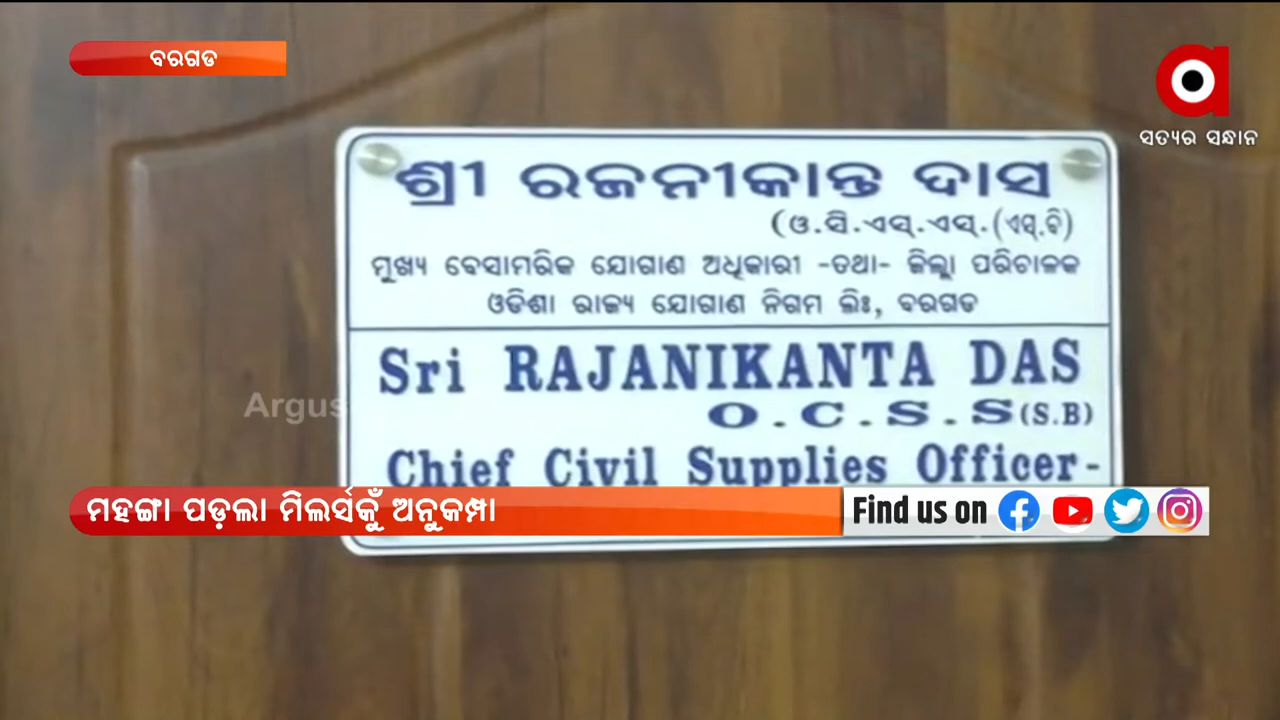 ବରଗଡ
ସତ୍ୟର ସନ୍ଧାନ
ଶ୍ରୀ ରଜନୀକାନ୍ତ ଦାସ
(ଓ.ସି.ଏସ୍.ଏସ୍.(ଏସ୍.ବି)
ମୁଖ୍ୟ ବେସାମରିକ ଯୋଗାଣ ଅଧିକାରୀ -ତଥା- ଜିଲ୍ଲା ପରିଚାଳକ
ଓଡିଶା ରାଜ୍ୟ ଯୋଗାଣ ନିଗମ ଲିଃ, ବରଗଡ
Sri RAJANIKANTA DAS
O.C.S.S(S.B)
Argus
Chief Civil Supplies Officer-
ମହଙ୍ଗା ପଡ଼ଲା ମିଲର୍ସକୁଁ ଅନୁକମ୍ପା
Find us on